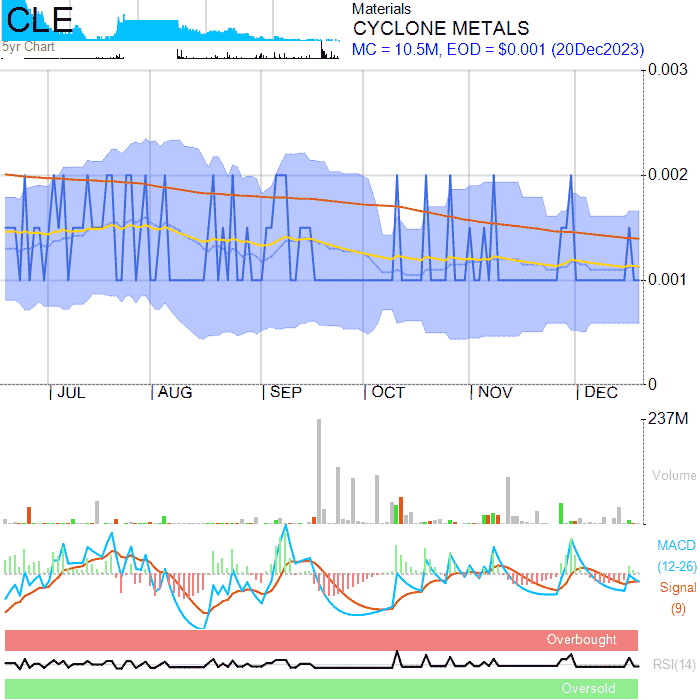 CLE
5yr Chart
Materials
CYCLONE METALS
MC = 10.5M, EOD = $0.001 (20Dec2023)
0.003
0.002
0.001
0
JUL AUG SEP OCT NOV DEC
237M
Volume
MACD
(12-26)
Signal
(9)
Overbought
RSI(14)
Oversold